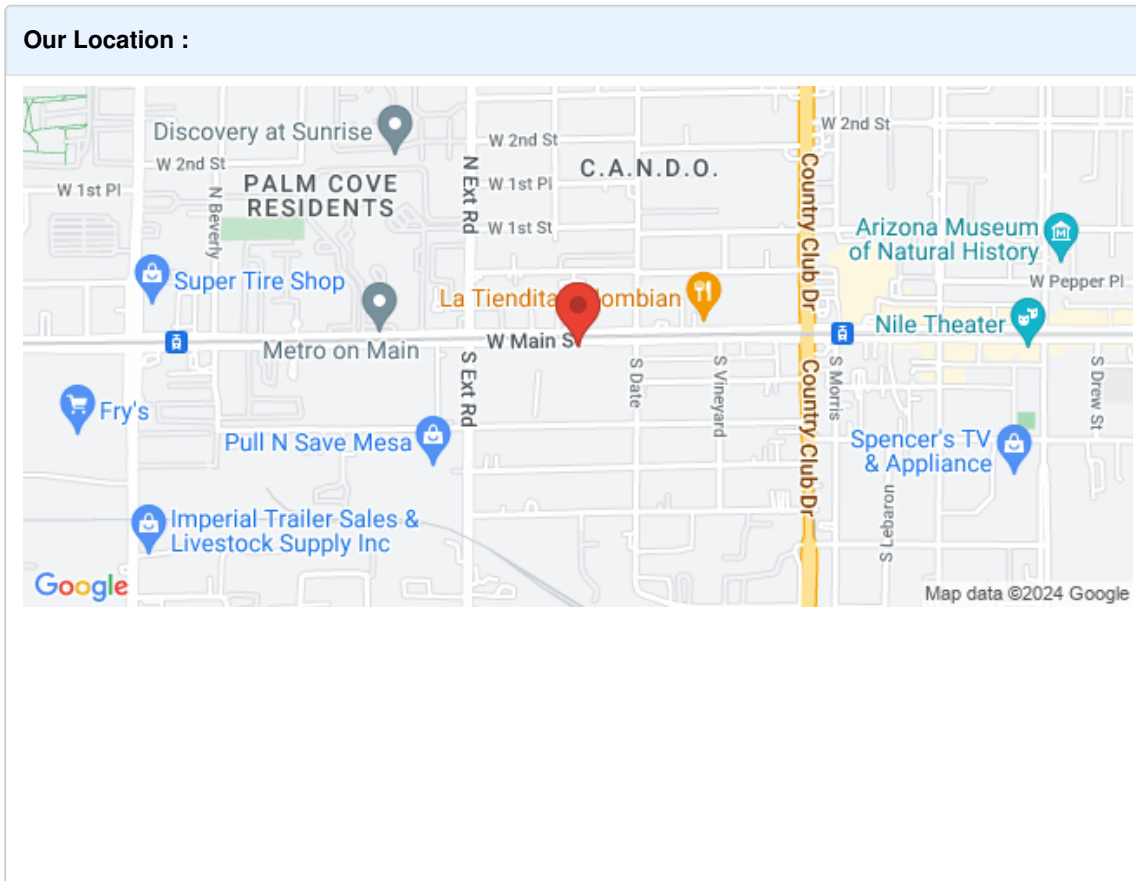 Our Location :
Discovery at Sunrise
W 2nd St
W 2nd St
W 2nd St
C.A.N.D.O.
W 1st Pl
PALM COVE
RESIDENTS
W 1st Pl
N Beverly
N Ext Rd
W 1st St
Country Club Dr
Arizona Museum
of Natural History
W Pepper Pl
Super Tire Shop
La Tiendita
ombian
Nile Theater
W Main S
Metro on Main
S Ext Rd
S Date
S Vineyard
Country Club Dr
S Morris
S Drew St
Fry's
Pull N Save Mesa
Spencer's TV
& Appliance
S Lebaron
Imperial Trailer Sales &
Livestock Supply Inc
Google
Map data ©2024 Google